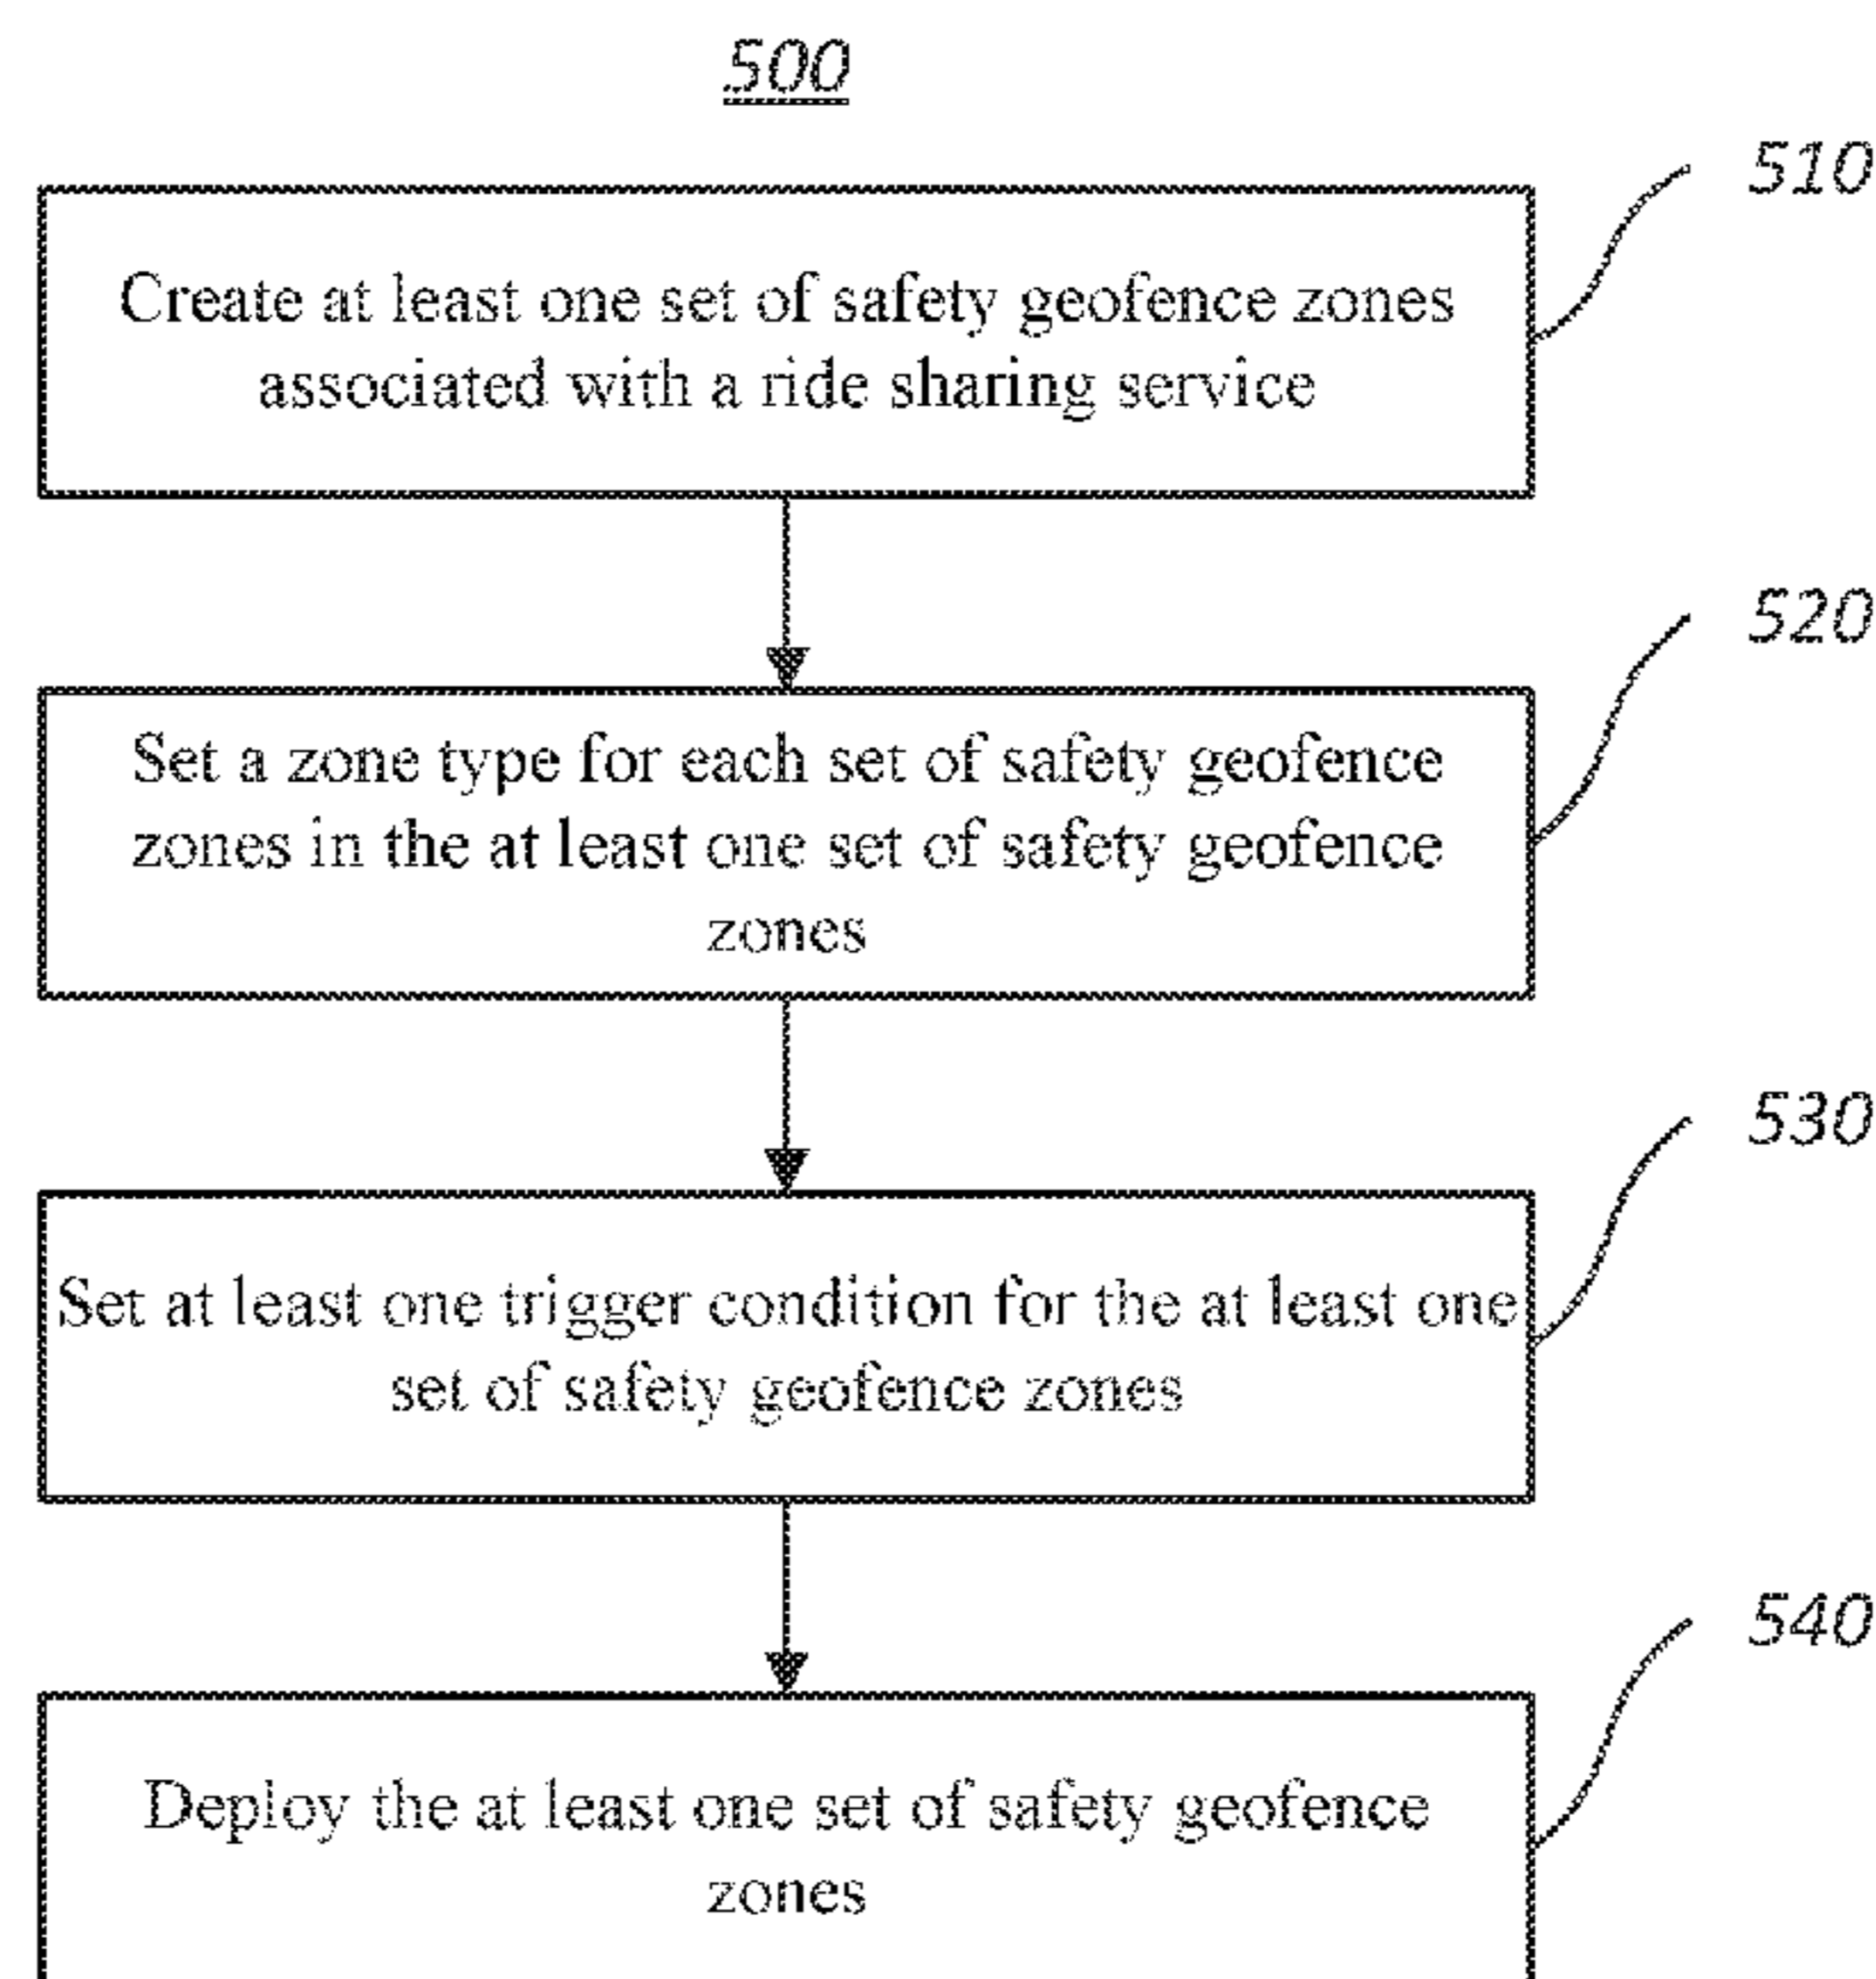 500
510
Create at least one set of safety geofence zones
associated with a ride sharing service
520
Set a zone type for each set of safety geofence
zones in the at least one set of safety geofence
zones
530
Set at least one trigger condition for the at least one
set of safety geofence zones
540
Deploy the at least one set of safety geofence
zones